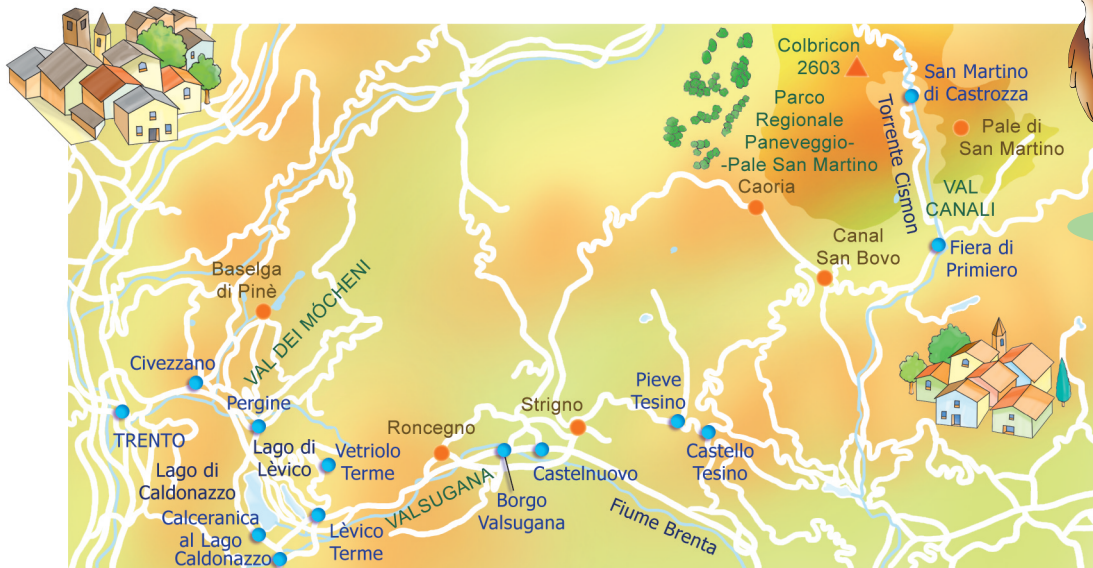 Colbricon
2603
San Martino
di Castrozza
Parco
Regionale
Paneveggio-
-Pale San Martino
Torrente Cismon
Pale di
San Martino
Caoria
VAL
CANALI
Canal
San Bovo
Fiera di
Primiero
Baselga
di Pinè
VAL DEI MÓCHENI
Civezzano
Pergine
TRENTO
Lago di
Lèvico
Vetriolo
Terme
Lago di
Caldonazzo
Calceranica
al Lago
Caldonazzo
Lèvico
Terme
Roncegno
VALSUGANA
Strigno
Borgo
Valsugana
Castelnuovo
Pieve
Tesino
Castello
Tesino
Fiume Brenta